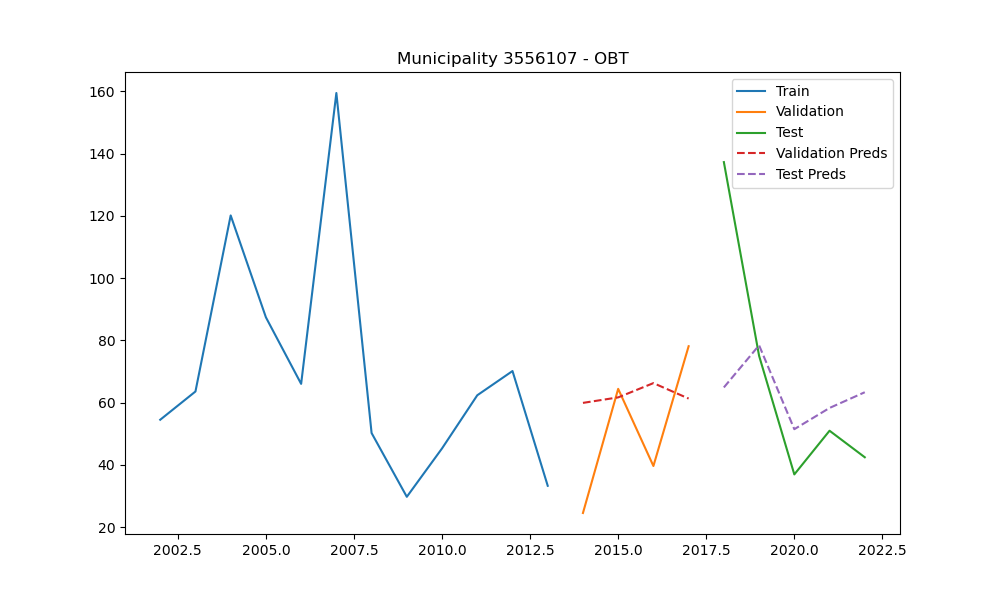 Municipality 3556107 - OBT
160
140
120
100
80
60
40
20
2002.5 2005.0 2007.5 2010.0 2012.5 2015.0 2017.5 2020.0 2022.5
Train
Validation
Test
Validation Preds
Test Preds